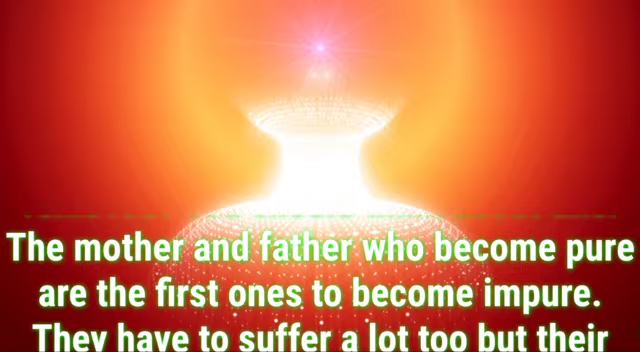 The mother and father who become pure
are the first ones to become impure.
They have to suffer a lot too but their